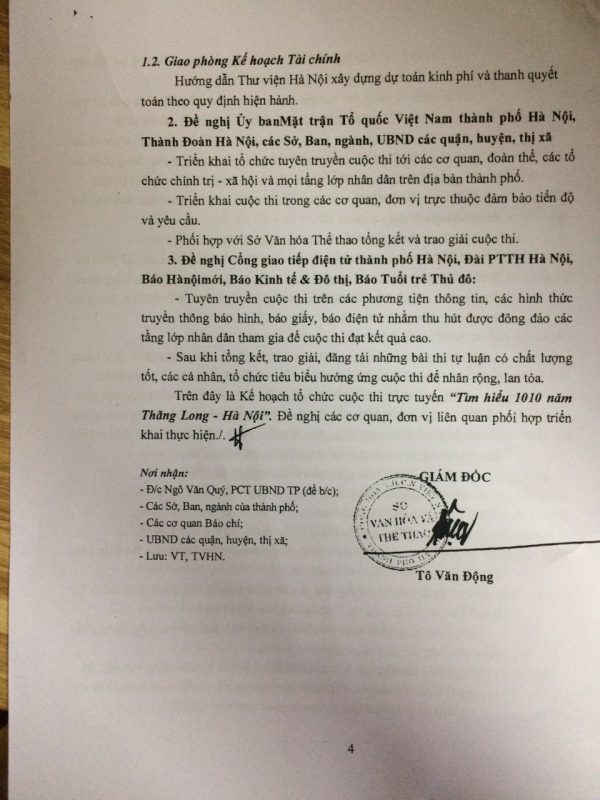 1.2. Giao phòng Kế hoạch Tài chính
Hướng dẫn Thư viện Hà Nội xây dựng dự toán kinh phí và thanh quyết
toán theo quy định hiện hành.
2. Đề nghị Ủy banMặt trận Tổ quốc Việt Nam thành phố Hà Nội,
Thành Đoàn Hà Nội, các Sở, Ban, ngành, UBND các quận, huyện, thị xã
- Triển khai tổ chức tuyên truyền cuộc thi tới các cơ quan, đoàn thể, các tổ
chức chính trị - xã hội và mọi tầng lớp nhân dân trên địa bàn thành phố.
- Triển khai cuộc thi trong các cơ quan, đơn vị trực thuộc đảm bảo tiến độ
và yêu cầu.
- Phối hợp với Sở Văn hóa Thể thao tổng kết và trao giải cuộc thi.
3. Đề nghị Cổng giao tiếp điện tử thành phố Hà Nội, Đài PTTH Hà Nội,
Báo Hànộimới, Báo Kinh tế & Đô thị, Báo Tuổi trẻ Thủ đô:
- Tuyên truyền cuộc thi trên các phương tiện thông tin, các hình thức
truyền thông báo hình, báo giấy, báo điện tử nhằm thu hút được đông đảo các
tầng lớp nhân dân tham gia để cuộc thi đạt kết quả cao.
- Sau khi tổng kết, trao giải, đăng tải những bài thi tự luận có chất lượng
tốt, các cá nhân, tổ chức tiêu biểu hưởng ứng cuộc thi để nhân rộng, lan tỏa.
Trên đây là Kế hoạch tổ chức cuộc thi trực tuyến “Tìm hiểu 1010 năm
Thăng Long - Hà Nội”. Đề nghị các cơ quan, đơn vị liên quan phối hợp triển
khai thực hiện./.
Nơi nhận:
- Đ/c Ngô Văn Quý, PCT UBND TP (để b/c);
- Các Sở, Ban, ngành của thành phố;
- Các cơ quan Báo chí;
- UBND các quận, huyện, thị xã;
- Lưu: VT, TVHN.
GIÁM ĐỐC
SỞ
VĂN HÓA VÀ
THỂ THAO
Tô Văn Động
4